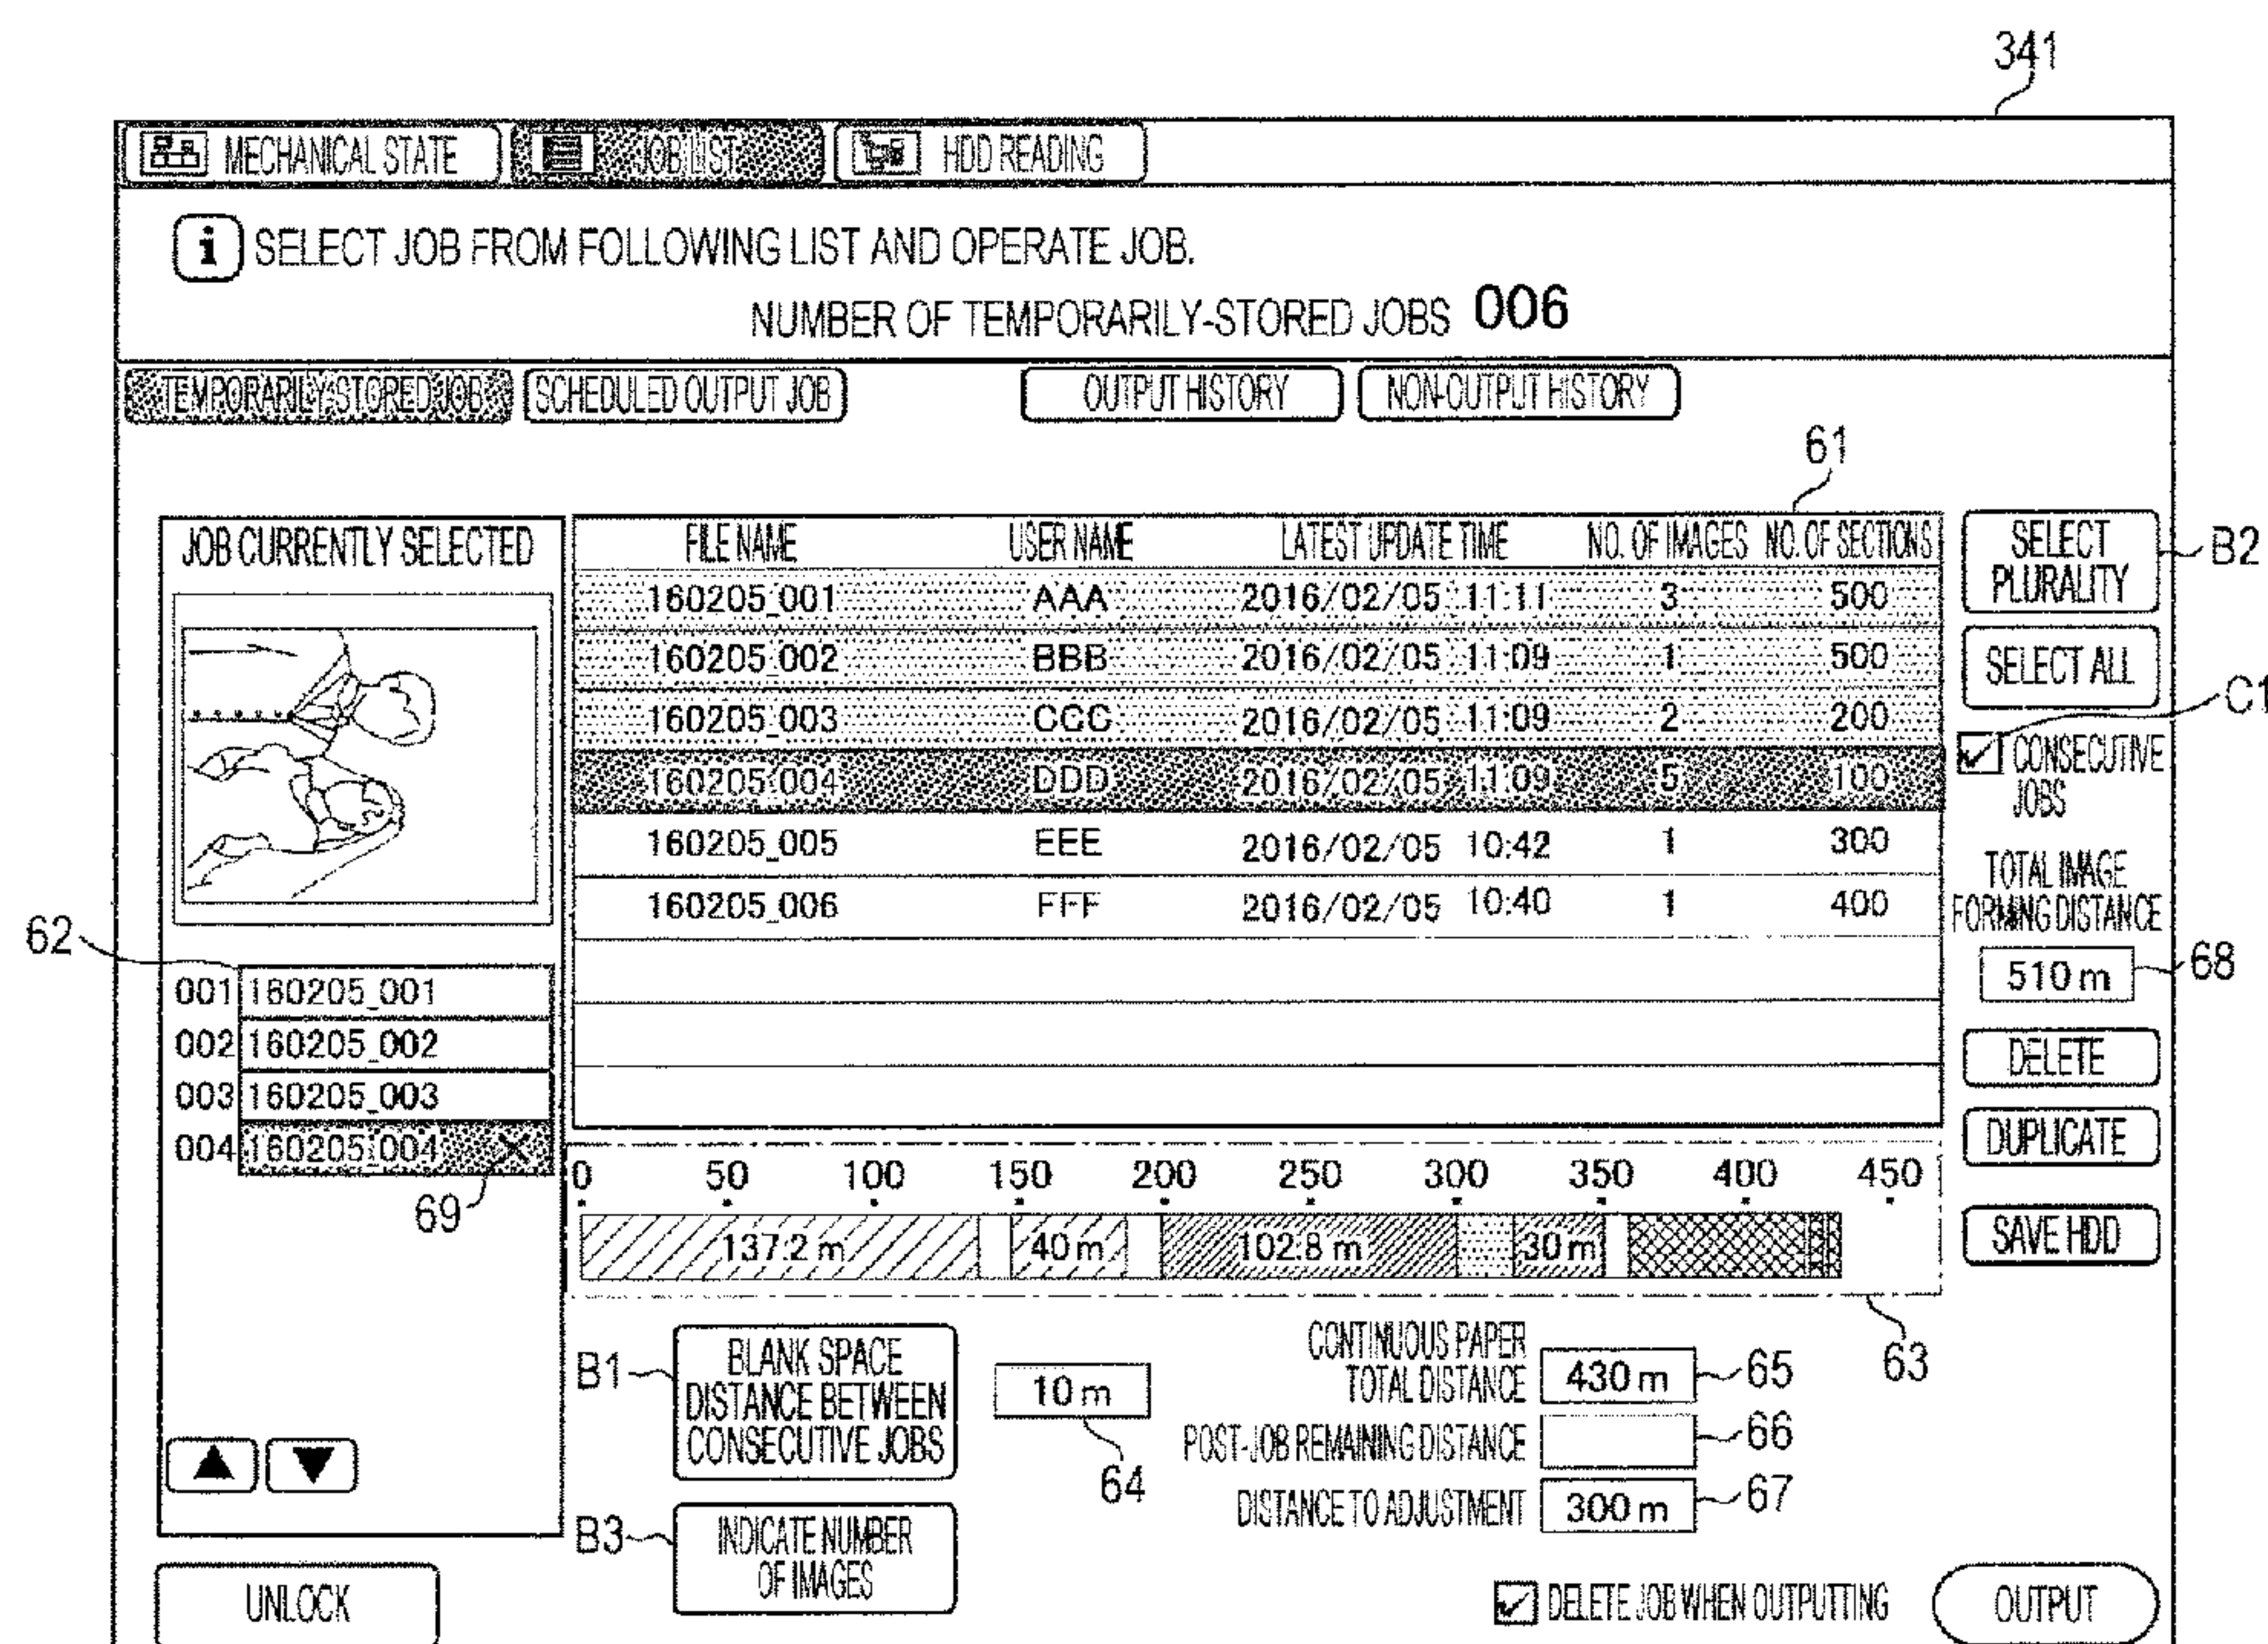 341
MECHANICAL STATE JOB LIST HDD READING
i SELECT JOB FROM FOLLOWING LIST AND OPERATE JOB.
NUMBER OF TEMPORARILY-STORED JOBS 006
TEMPORARILY-STORED JOB SCHEDULED OUTPUT JOB OUTPUT HISTORY NON-OUTPUT HISTORY
61
JOB CURRENTLY SELECTED
FILE NAME USER NAME LATEST UPDATE TIME NO. OF IMAGES NO. OF SECTIONS
160205_001 AAA 2016/02/05 11:11 3 500
160205_002 BBB 2016/02/05 11:09 1 500
160205_003 CCC 2016/02/05 11:09 2 200
160205_004 DDD 2016/02/05 11:09 5 100
160205_005 EEE 2016/02/05 10:42 1 300
160205_006 FFF 2016/02/05 10:40 1 400
SELECT
PLURALITY
B2
SELECT ALL
C1
CONSECUTIVE
JOBS
TOTAL IMAGE
FORMING DISTANCE
510 m
68
DELETE
DUPLICATE
SAVE HDD
62
001 160205_001
002 160205_002
003 160205_003
004 160205_004 ×
69
0 50 100 150 200 250 300 350 400 450
137.2 m 40 m 102.8 m 30 m
63
B1
BLANK SPACE
DISTANCE BETWEEN
CONSECUTIVE JOBS
10 m
64
CONTINUOUS PAPER
TOTAL DISTANCE 430 m 65
POST-JOB REMAINING DISTANCE 66
DISTANCE TO ADJUSTMENT 300 m 67
▲ ▼
B3
INDICATE NUMBER
OF IMAGES
UNLOCK
DELETE JOB WHEN OUTPUTTING
OUTPUT